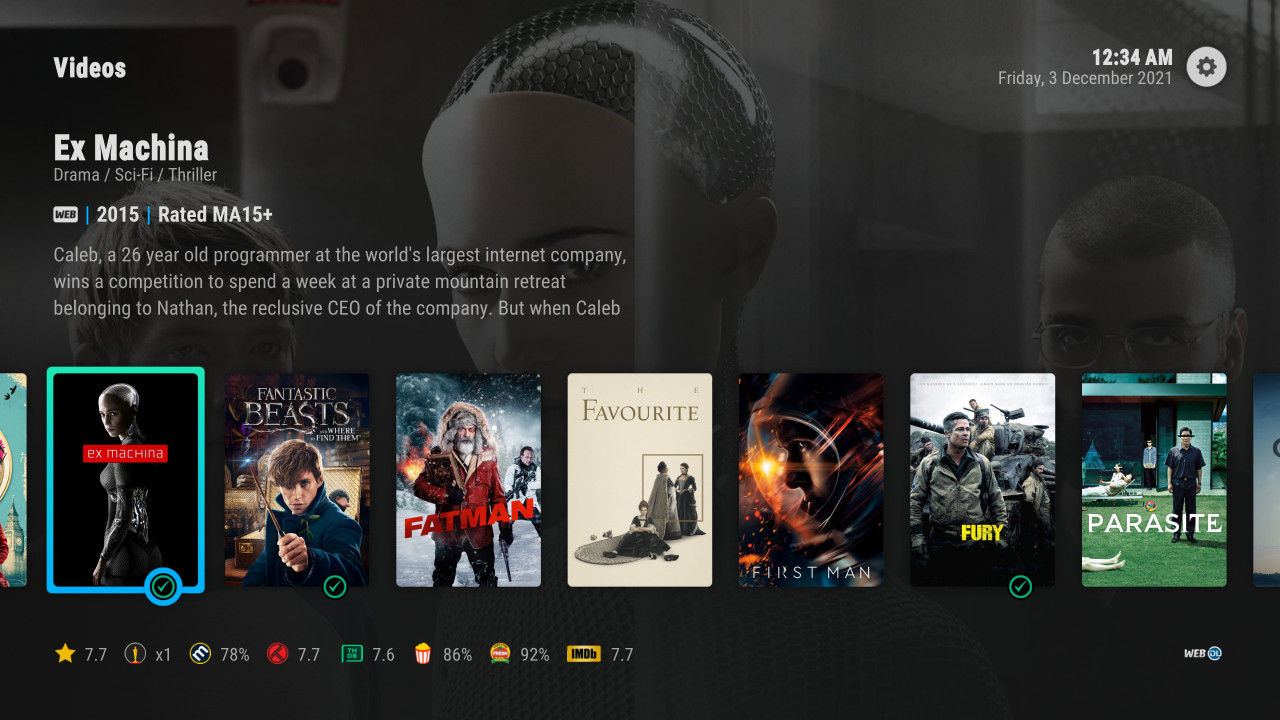 Videos
12:34 AM
Friday, 3 December 2021
Ex Machina
Drama / Sci-Fi / Thriller
WEB | 2015 | Rated MA15+
Caleb, a 26 year old programmer at the world's largest internet company,
wins a competition to spend a week at a private mountain retreat
belonging to Nathan, the reclusive CEO of the company. But when Caleb
ex machina
FANTASTIC
BEASTS
AND WHERE
TO FIND THEM
FATMAN
THE
FAVOURITE
FIRST MAN
FURY
PARASITE
7.7 x1 78% 7.7 TMDB 7.6 86% FRESH 92% IMDb 7.7
WEB DL